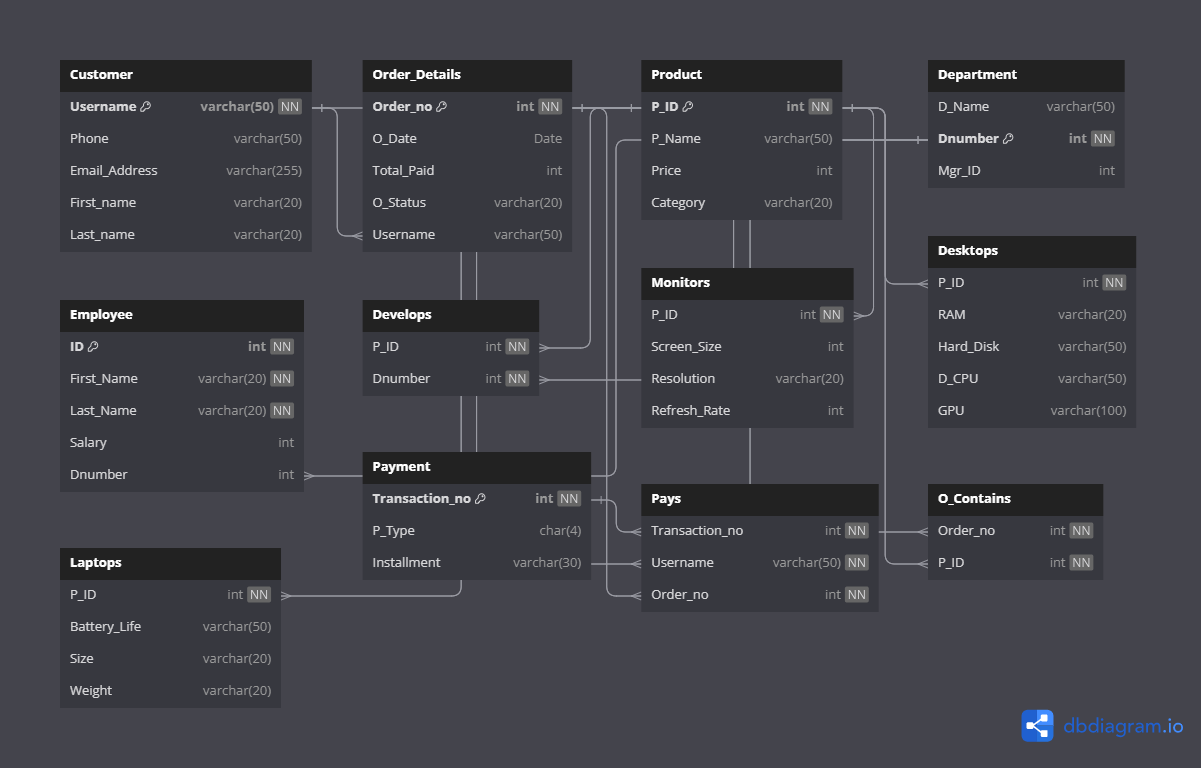 Customer
Username varchar(50) NN
Phone varchar(50)
Email_Address varchar(255)
First_name varchar(20)
Last_name varchar(20)
Order_Details
Order_no int NN
O_Date Date
Total_Paid int
O_Status varchar(20)
Username varchar(50)
Product
P_ID int NN
P_Name varchar(50)
Price int
Category varchar(20)
Department
D_Name varchar(50)
Dnumber int NN
Mgr_ID int
Employee
ID int NN
First_Name varchar(20) NN
Last_Name varchar(20) NN
Salary int
Dnumber int
Develops
P_ID int NN
Dnumber int NN
Monitors
P_ID int NN
Screen_Size int
Resolution varchar(20)
Refresh_Rate int
Desktops
P_ID int NN
RAM varchar(20)
Hard_Disk varchar(50)
D_CPU varchar(50)
GPU varchar(100)
Laptops
P_ID int NN
Battery_Life varchar(50)
Size varchar(20)
Weight varchar(20)
Payment
Transaction_no int NN
P_Type char(4)
Installment varchar(30)
Pays
Transaction_no int NN
Username varchar(50) NN
Order_no int NN
O_Contains
Order_no int NN
P_ID int NN
dbdiagram.io